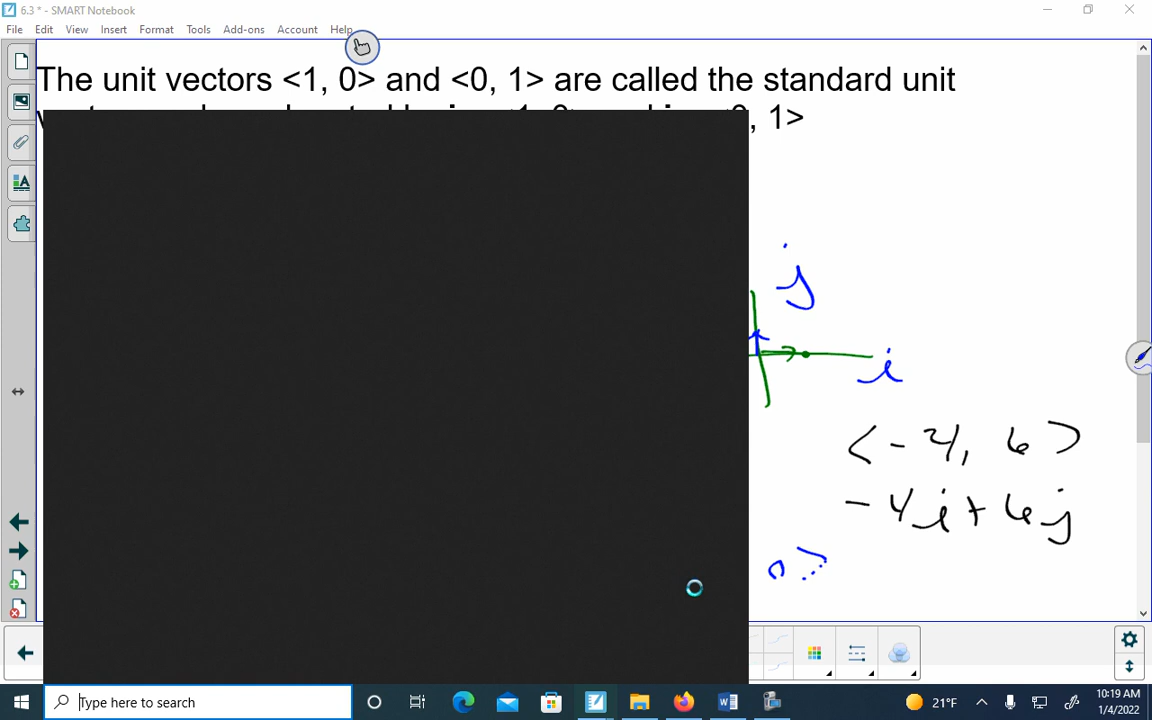 6.3 * - SMART Notebook
File Edit View Insert Format Tools Add-ons Account Help
The unit vectors <1, 0> and <0, 1> are called the standard unit
, 1>
j
i
<-4, 6>
-4i+6j
0>
Type here to search
21°F
10:19 AM
1/4/2022